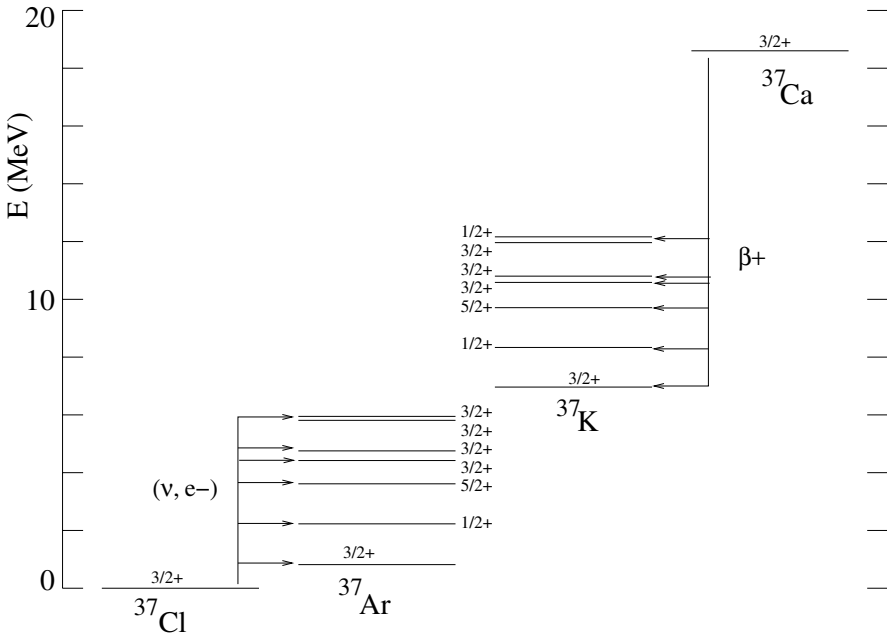 20
10
0
E (MeV)
3/2+
37Ca
β+
1/2+
3/2+
3/2+
3/2+
5/2+
1/2+
3/2+
37K
3/2+
3/2+
3/2+
3/2+
5/2+
1/2+
3/2+
37Ar
(ν, e−)
3/2+
37Cl